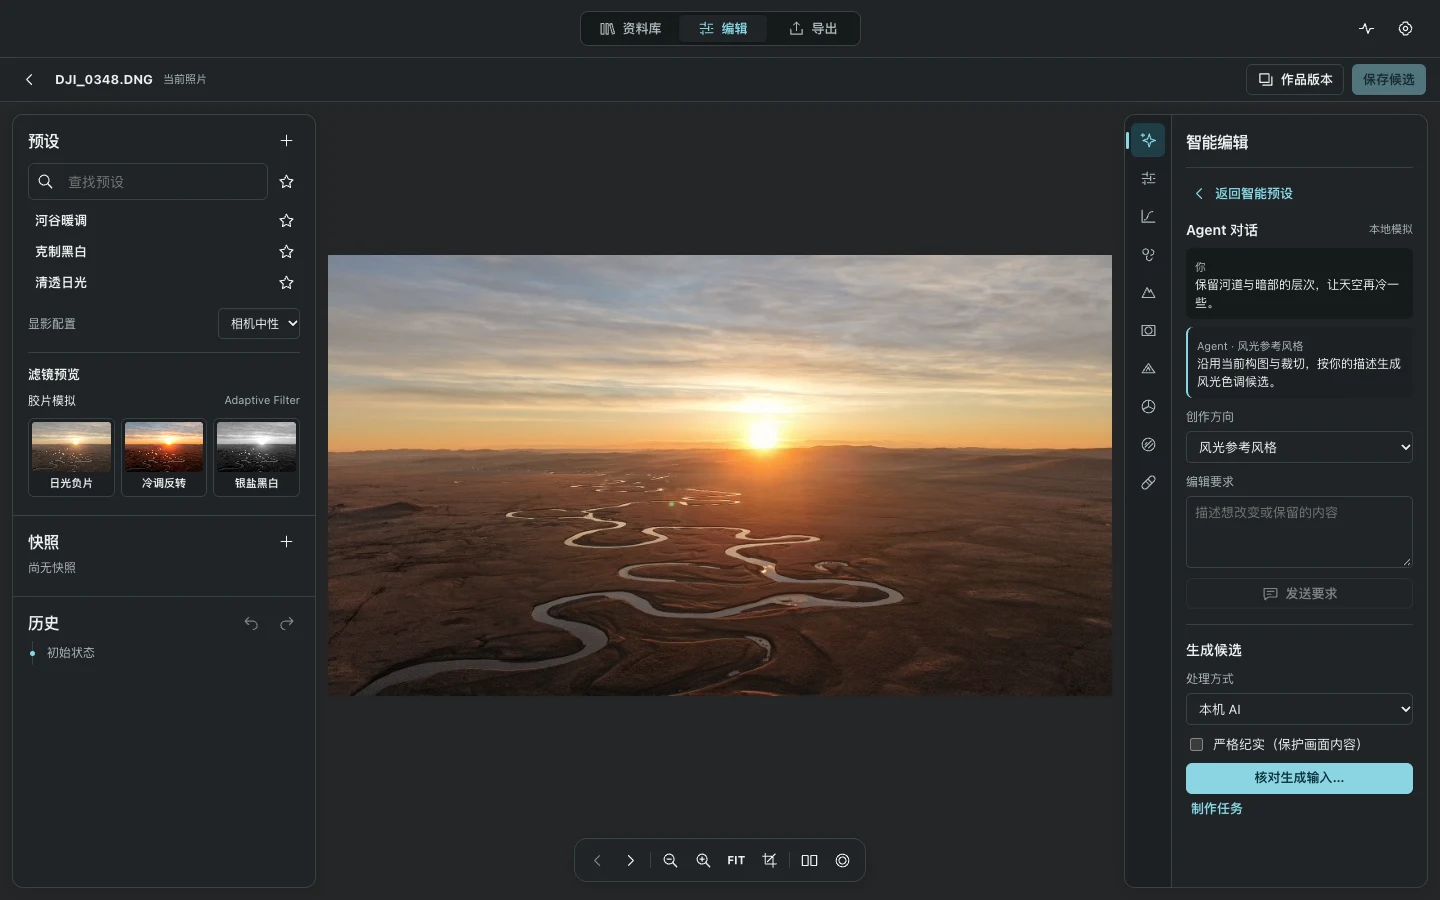 资料库
编辑
导出
DJI_0348.DNG
当前照片
作品版本
保存候选
预设
查找预设
河谷暖调
克制黑白
清透日光
显影配置
相机中性
滤镜预览
胶片模拟
Adaptive Filter
日光负片
冷调反转
银盐黑白
快照
尚无快照
历史
初始状态
FIT
智能编辑
返回智能预设
Agent 对话
本地模拟
你
保留河道与暗部的层次，让天空再冷一
些。
Agent · 风光参考风格
沿用当前构图与裁切，按你的描述生成
风光色调候选。
创作方向
风光参考风格
编辑要求
描述想改变或保留的内容
发送要求
生成候选
处理方式
本机 AI
严格纪实（保护画面内容）
核对生成输入...
制作任务